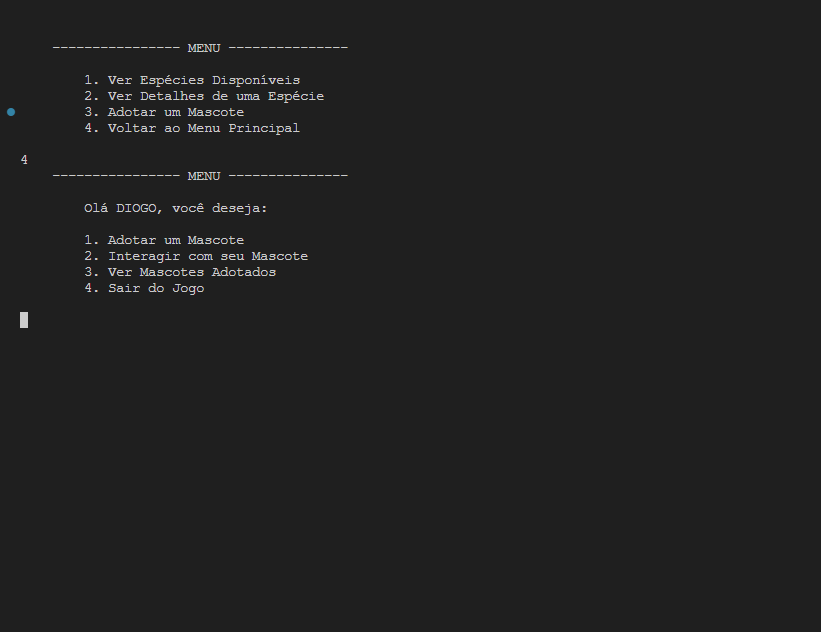 ---------------- MENU ---------------
1. Ver Espécies Disponíveis
2. Ver Detalhes de uma Espécie
3. Adotar um Mascote
4. Voltar ao Menu Principal
4
---------------- MENU ---------------
Olá DIOGO, você deseja:
1. Adotar um Mascote
2. Interagir com seu Mascote
3. Ver Mascotes Adotados
4. Sair do Jogo